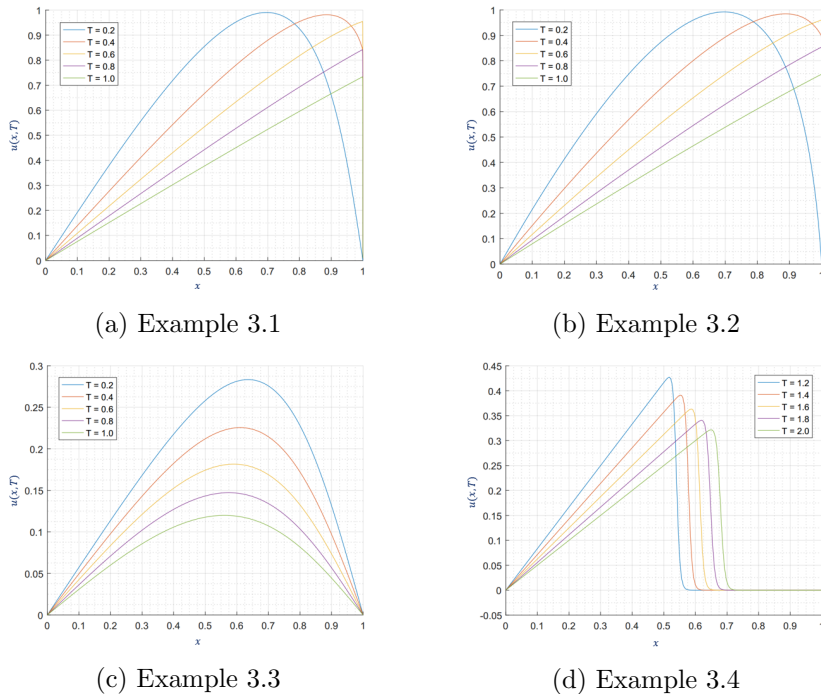 1
0.9
0.8
0.7
0.6
0.5
0.4
0.3
0.2
0.1
0
u(x,T)
T = 0.2
T = 0.4
T = 0.6
T = 0.8
T = 1.0
0 0.1 0.2 0.3 0.4 0.5 0.6 0.7 0.8 0.9 1
x
(a) Example 3.1
1
0.9
0.8
0.7
0.6
0.5
0.4
0.3
0.2
0.1
0
u(x,T)
T = 0.2
T = 0.4
T = 0.6
T = 0.8
T = 1.0
0 0.1 0.2 0.3 0.4 0.5 0.6 0.7 0.8 0.9 1
x
(b) Example 3.2
0.3
0.25
0.2
0.15
0.1
0.05
0
u(x,T)
T = 0.2
T = 0.4
T = 0.6
T = 0.8
T = 1.0
0 0.1 0.2 0.3 0.4 0.5 0.6 0.7 0.8 0.9 1
x
(c) Example 3.3
0.45
0.4
0.35
0.3
0.25
0.2
0.15
0.1
0.05
0
-0.05
u(x,T)
T = 1.2
T = 1.4
T = 1.6
T = 1.8
T = 2.0
0 0.1 0.2 0.3 0.4 0.5 0.6 0.7 0.8 0.9 1
x
(d) Example 3.4